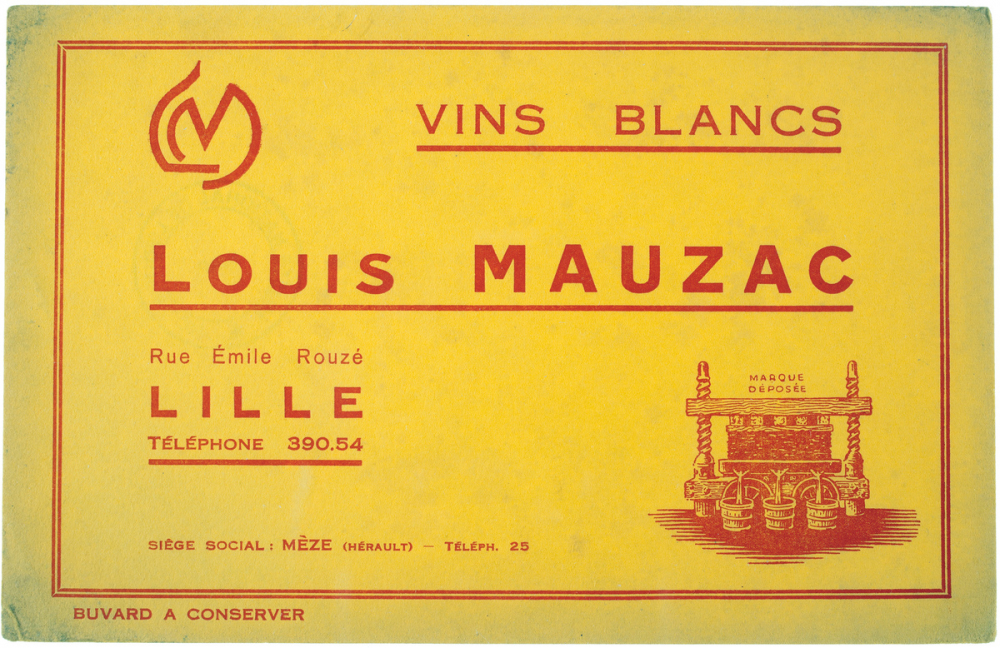 VINS BLANCS
LOUIS MAUZAC
Rue Émile Rouzé
LILLE
TÉLÉPHONE 390.54
MARQUE
DÉPOSÉE
SIÈGE SOCIAL : MÈZE (HÉRAULT) — TÉLÉPH. 25
BUVARD A CONSERVER